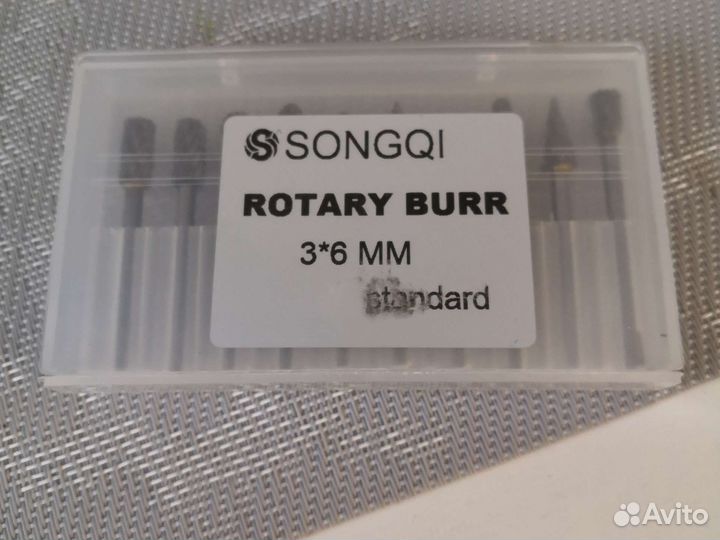 SONGQI
ROTARY BURR
3*6 MM
standard
Avito